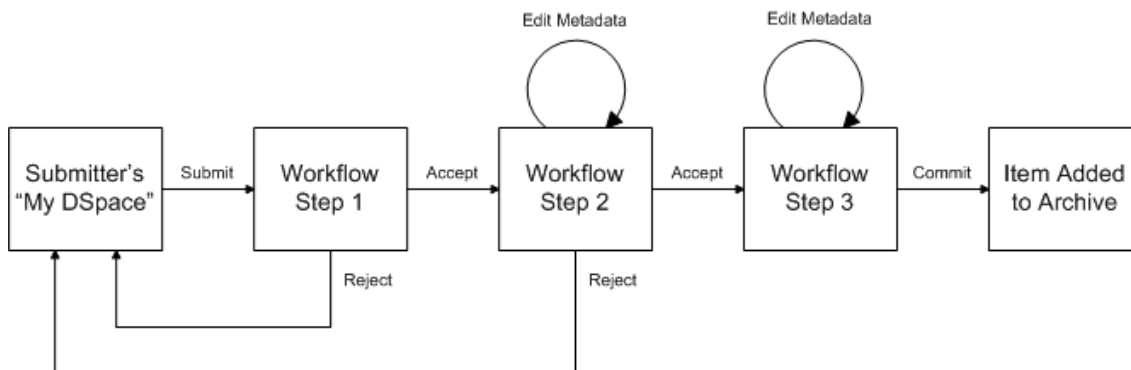 Edit Metadata
Edit Metadata
Submitter's
“My DSpace”
Submit
Workflow
Step 1
Accept
Workflow
Step 2
Accept
Workflow
Step 3
Commit
Item Added
to Archive
Reject
Reject